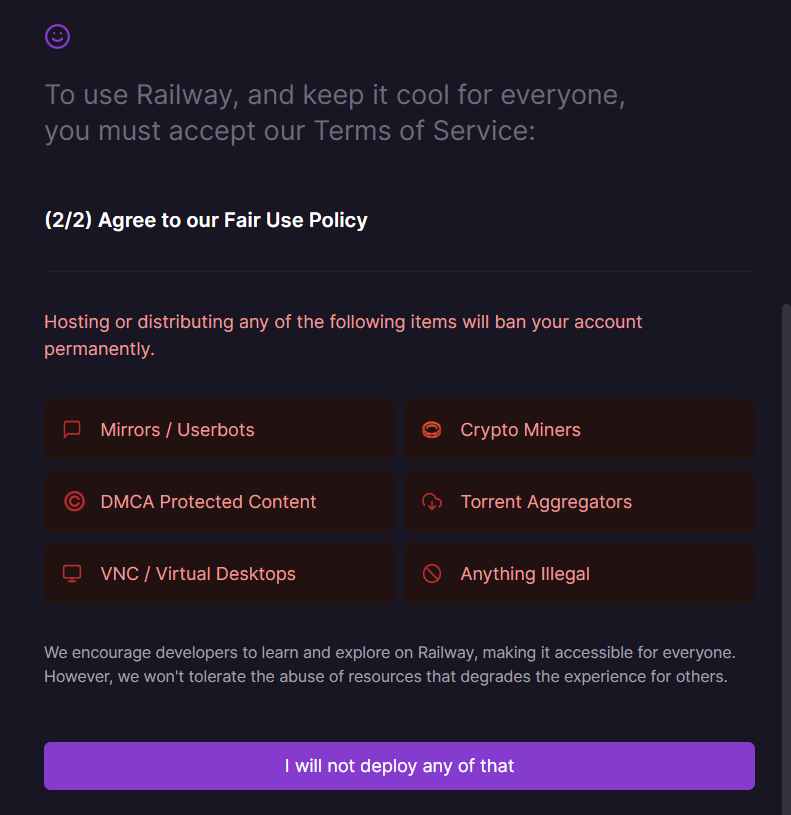 To use Railway, and keep it cool for everyone,
you must accept our Terms of Service:
(2/2) Agree to our Fair Use Policy
Hosting or distributing any of the following items will ban your account
permanently.
Mirrors / Userbots
Crypto Miners
DMCA Protected Content
Torrent Aggregators
VNC / Virtual Desktops
Anything Illegal
We encourage developers to learn and explore on Railway, making it accessible for everyone.
However, we won't tolerate the abuse of resources that degrades the experience for others.
I will not deploy any of that